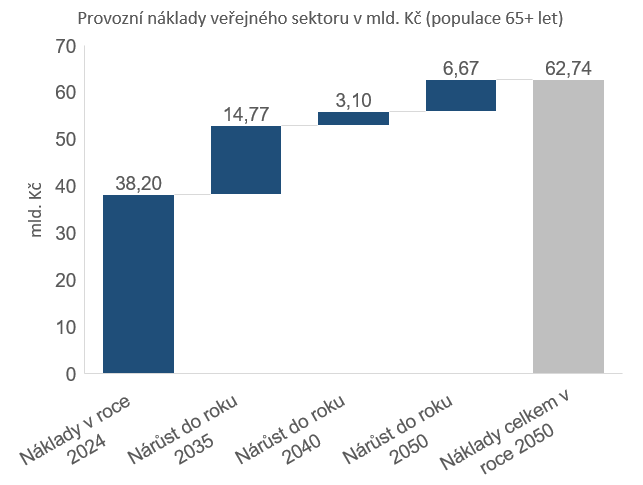 Provozní náklady veřejného sektoru v mld. Kč (populace 65+ let)
70
60
50
40
30
20
10
0
mld. Kč
38,20
14,77
3,10
6,67
62,74
Náklady v roce
2024
Nárůst do roku
2035
Nárůst do roku
2040
Nárůst do roku
2050
Náklady celkem v
roce 2050